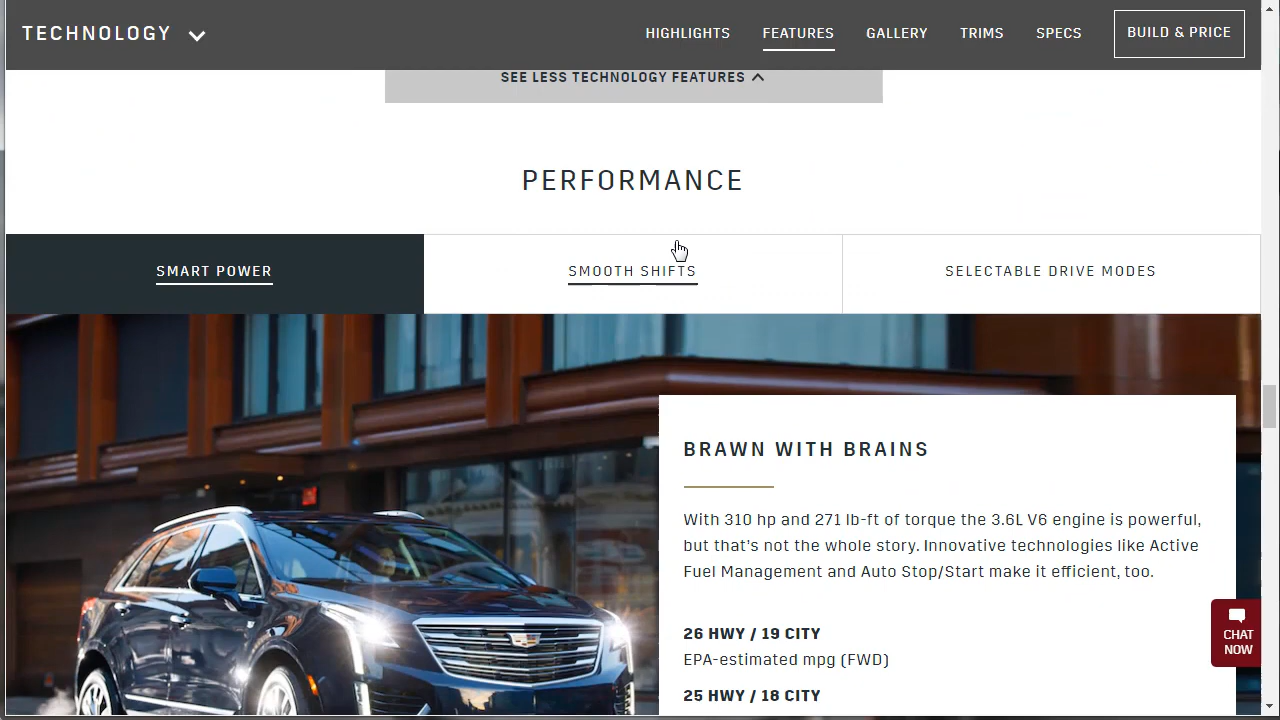 TECHNOLOGY
HIGHLIGHTS
FEATURES
GALLERY
TRIMS
SPECS
BUILD & PRICE
SEE LESS TECHNOLOGY FEATURES
PERFORMANCE
SMART POWER
SMOOTH SHIFTS
SELECTABLE DRIVE MODES
BRAWN WITH BRAINS
With 310 hp and 271 lb-ft of torque the 3.6L V6 engine is powerful,
but that's not the whole story. Innovative technologies like Active
Fuel Management and Auto Stop/Start make it efficient, too.
26 HWY / 19 CITY
EPA-estimated mpg (FWD)
25 HWY / 18 CITY
CHAT
NOW